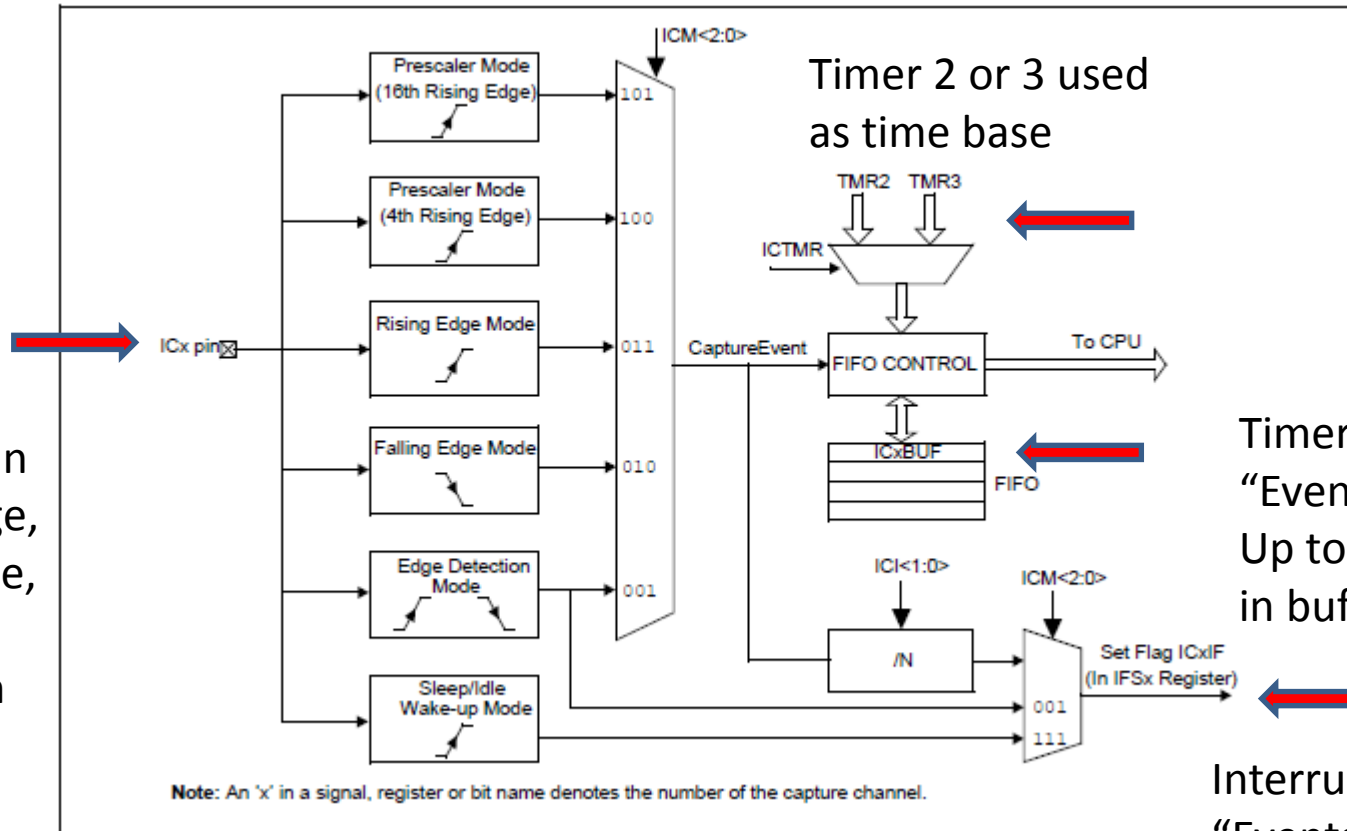 ICM<2:0>
Prescaler Mode
(16th Rising Edge)
101
Timer 2 or 3 used
as time base
Prescaler Mode
(4th Rising Edge)
100
TMR2 TMR3
ICTMR
ICx pin
Rising Edge Mode
011
CaptureEvent
FIFO CONTROL
To CPU
Falling Edge Mode
010
ICxBUF
FIFO
Timer
"Even
Up to
in buf
n
ge,
e,
Edge Detection
Mode
001
ICI<1:0>
ICM<2:0>
/N
Set Flag ICxIF
(In IFSx Register)
Sleep/Idle
Wake-up Mode
001
111
Note: An 'x' in a signal, register or bit name denotes the number of the capture channel.
Interru
"Events